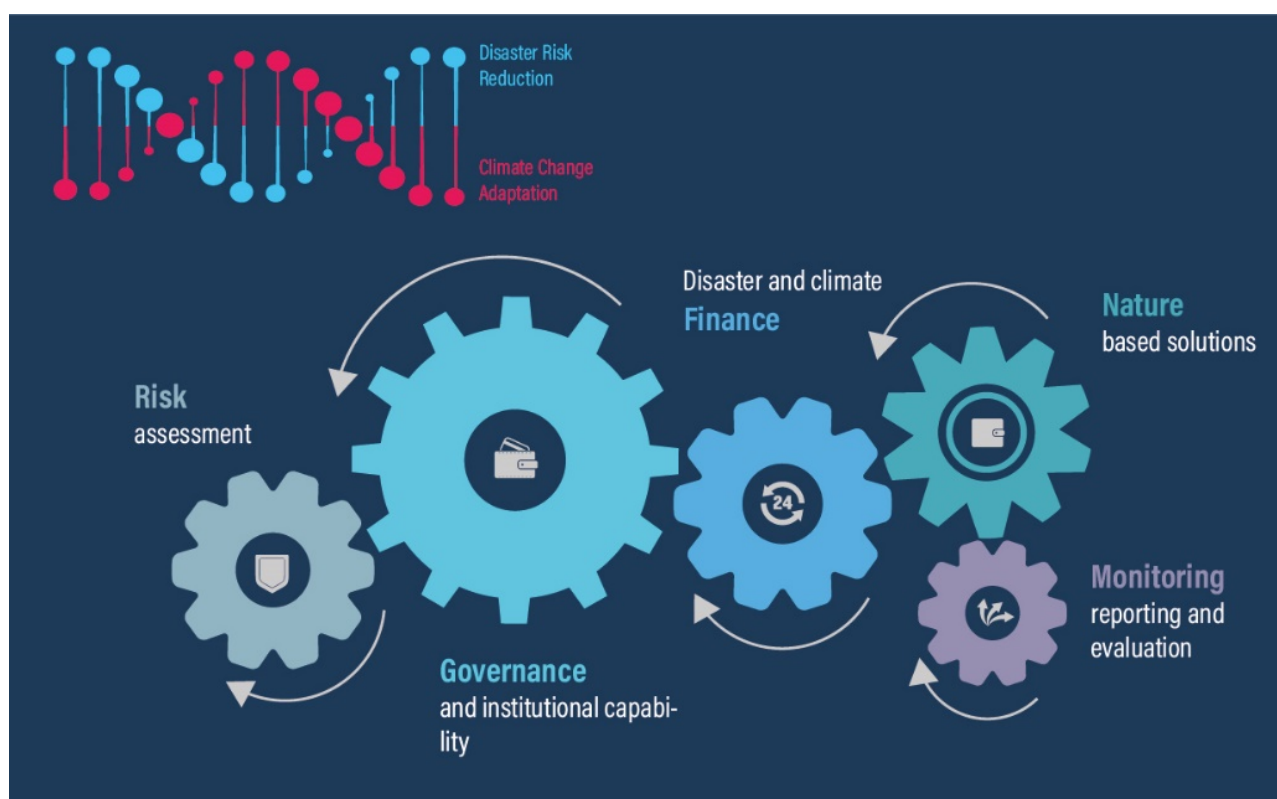 Disaster Risk
Reduction
Climate Change
Adaptation
Disaster and climate
Finance
Nature
based solutions
Risk
assessment
24
Monitoring
reporting and
evaluation
Governance
and institutional capabi-
lity